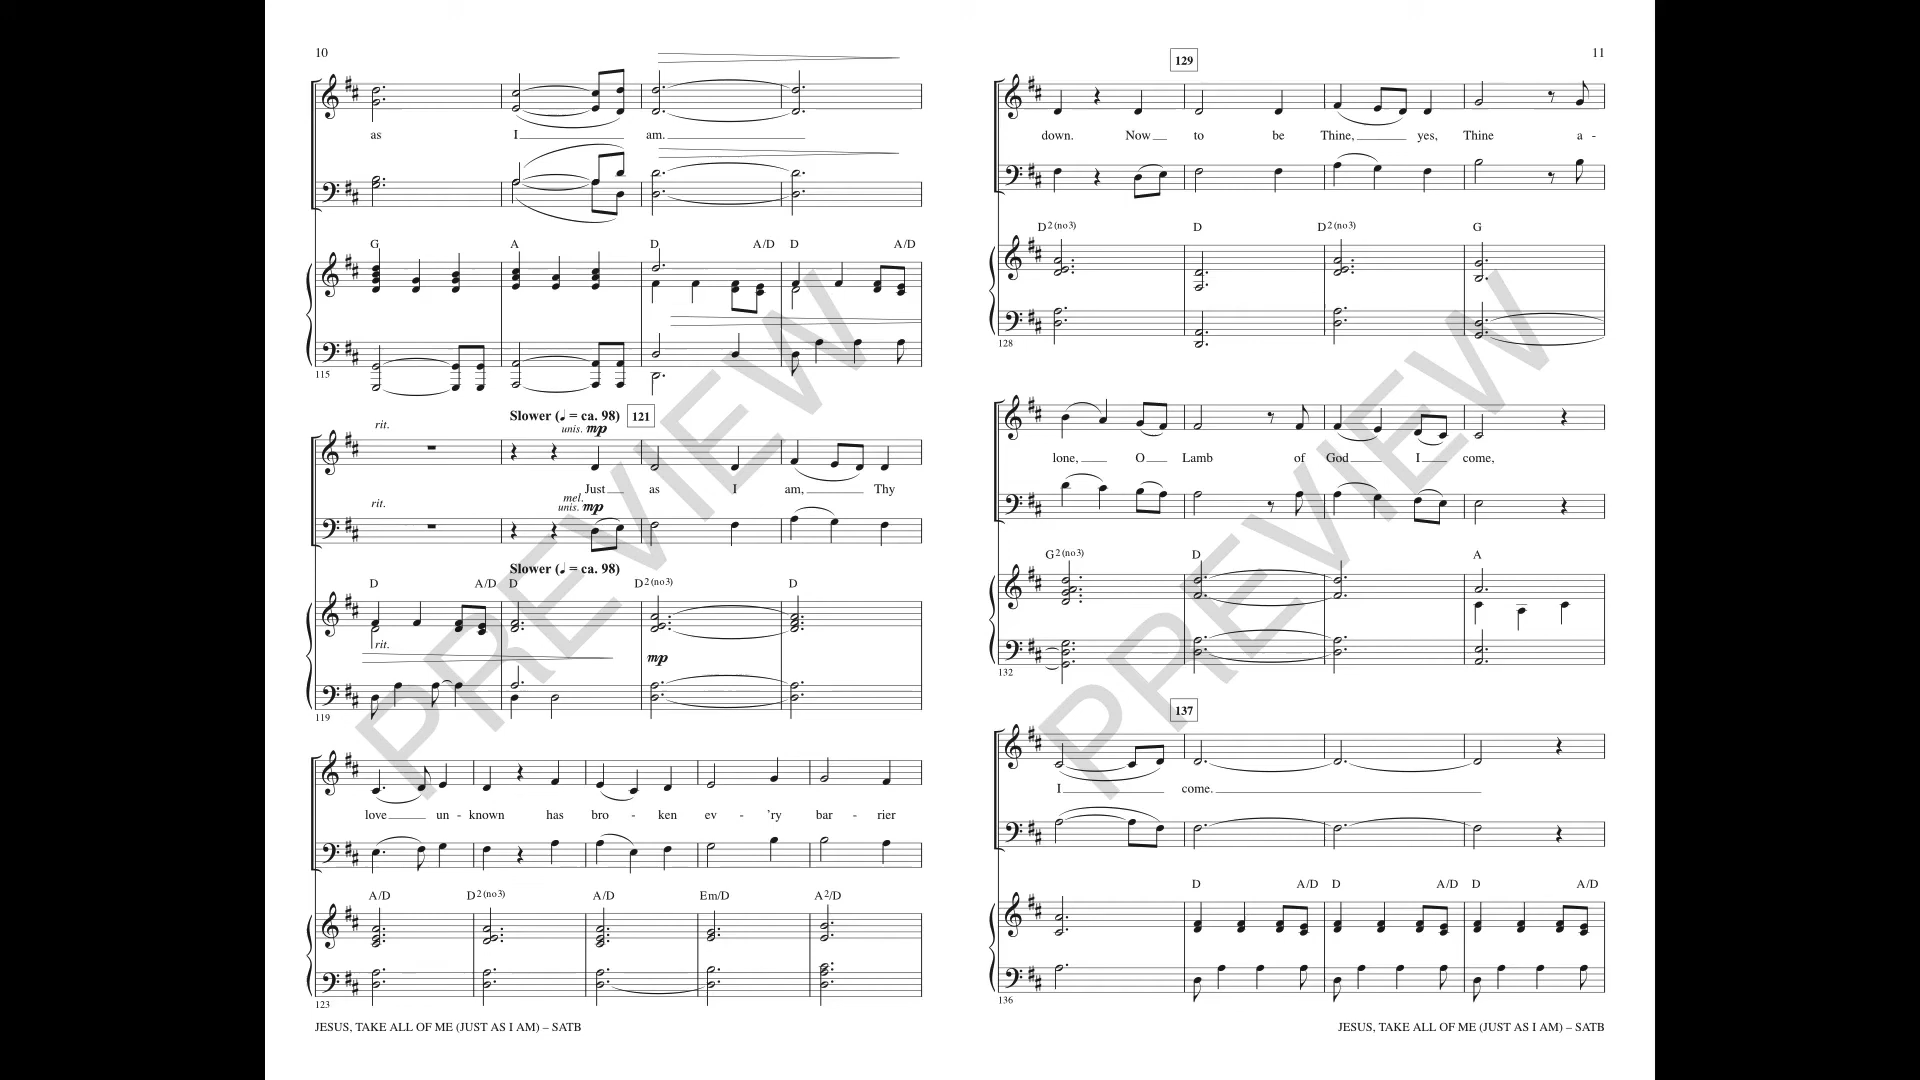 10
as I am.
G A D A/D D A/D
115
rit. Slower (♩ = ca. 98) 121
unis. mp
Just as I am, Thy
rit. mel.
unis. mp
Slower (♩ = ca. 98)
D A/D D D2(no3) D
rit. mp
119
love un - known has bro - ken ev - 'ry bar - rier
A/D D2(no3) A/D Em/D A2/D
123
JESUS, TAKE ALL OF ME (JUST AS I AM) – SATB
129 11
down. Now to be Thine, yes, Thine a -
D2(no3) D D2(no3) G
128
lone, O Lamb of God I come,
G2(no3) D A
132
137
I come.
D A/D D A/D D A/D
136
JESUS, TAKE ALL OF ME (JUST AS I AM) – SATB
PREVIEW
PREVIEW